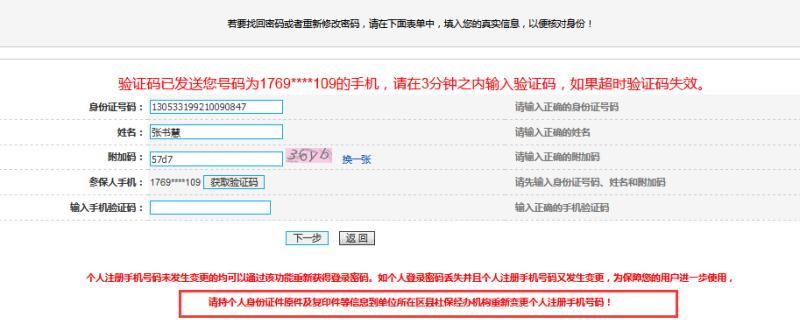 若要找回密码或者重新修改密码，请在下面表单中，填入您的真实信息，以便核对身份！
验证码已发送您号码为1769****109的手机，请在3分钟之内输入验证码，如果超时验证码失效。
身份证号码： 130533199210090847 请输入正确的身份证号码
姓名： 张书慧 请输入正确的姓名
附加码： 57d7 36yb 换一张 请输入正确的附加码
参保人手机： 1769****109 获取验证码 请先输入身份证号码、姓名和附加码
输入手机验证码： 输入正确的手机验证码
下一步 返回
个人注册手机号码未发生变更的均可以通过该功能重新获得登录密码。如个人登录密码丢失并且个人注册手机号码又发生变更，为保障您的用户进一步使用，
请持个人身份证件原件及复印件等信息到单位所在区县社保经办机构重新变更个人注册手机号码！